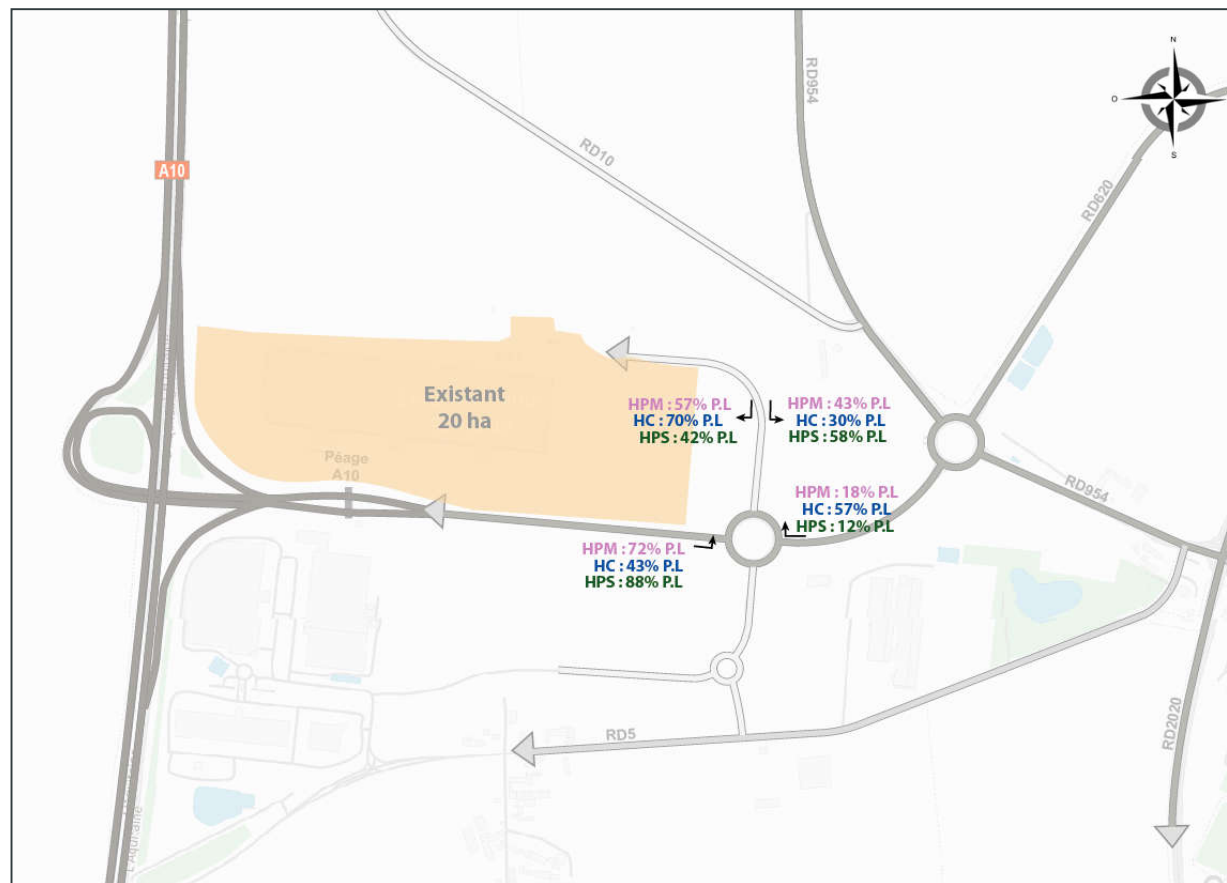 N
O
S
RD954
RD10
A10
RD620
Existant
20 ha
HPM : 57% P.L
HC : 70% P.L
HPS : 42% P.L
HPM : 43% P.L
HC : 30% P.L
HPS : 58% P.L
Péage
A10
RD954
HPM : 18% P.L
HC : 57% P.L
HPS : 12% P.L
HPM : 72% P.L
HC : 43% P.L
HPS : 88% P.L
RD5
RD2020
L'Aquitaine